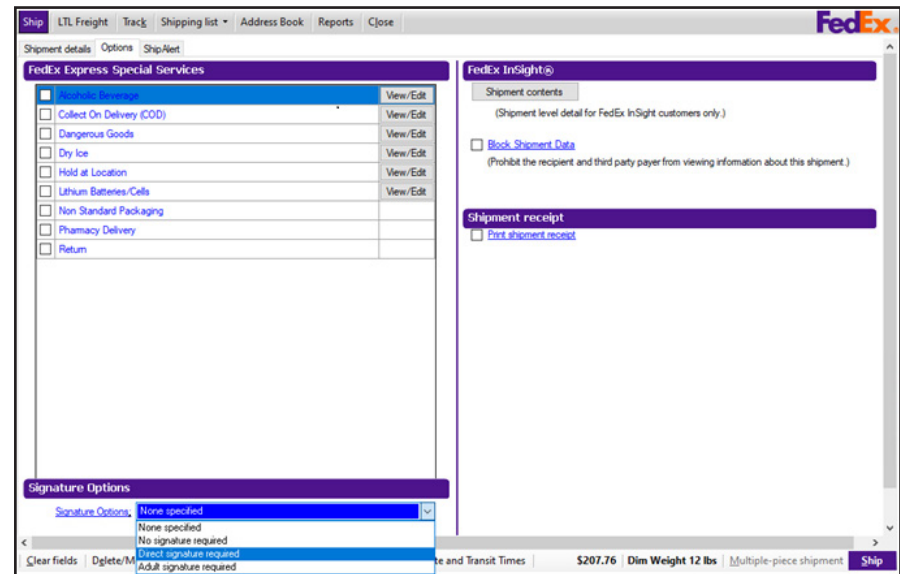 Ship LTL Freight Track Shipping list Address Book Reports Close
FedEx.
Shipment details Options ShipAlert
FedEx Express Special Services
Alcoholic Beverage View/Edit
Collect On Delivery (COD) View/Edit
Dangerous Goods View/Edit
Dry Ice View/Edit
Hold at Location View/Edit
Lithium Batteries/Cells View/Edit
Non Standard Packaging
Pharmacy Delivery
Return
FedEx InSight®
Shipment contents
(Shipment level detail for FedEx InSight customers only.)
Block Shipment Data
(Prohibit the recipient and third party payer from viewing information about this shipment.)
Shipment receipt
Print shipment receipt
Signature Options
Signature Options: None specified
None specified
No signature required
Direct signature required
Adult signature required
Clear fields Delete/M te and Transit Times $207.76 Dim Weight 12 lbs Multiple-piece shipment Ship